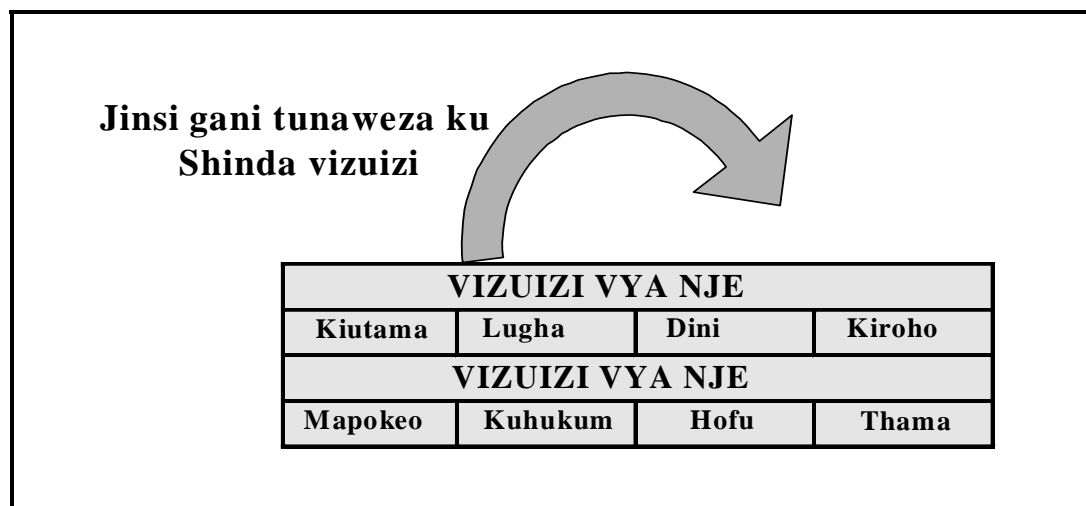 Jinsi gani tunaweza ku
Shinda vizuizi
VIZUIZI VYA NJE
Kiutama Lugha Dini Kiroho
VIZUIZI VYA NJE
Mapokeo Kuhukum Hofu Thama